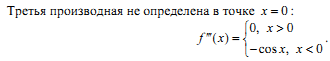 Третья производная не определена в точке x = 0 :
f'''(x) = { 0, x > 0
−cos x, x < 0 .